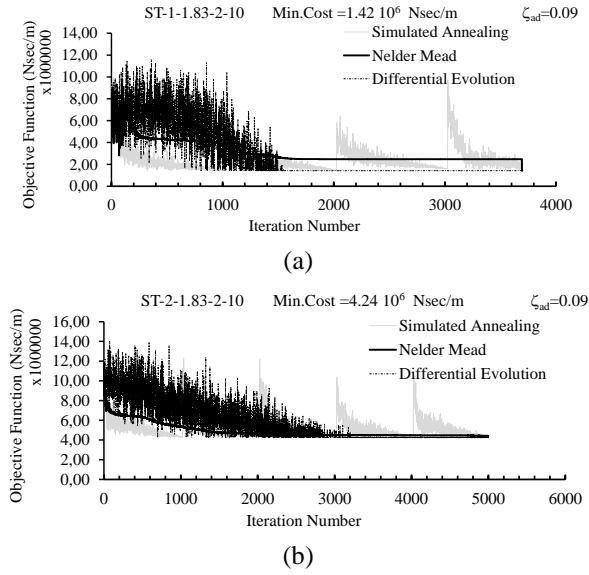 ST-1-1.83-2-10 Min.Cost =1.42 10⁶ Nsec/m ζad=0.09
Objective Function (Nsec/m)
x1000000
14,00
12,00
10,00
8,00
6,00
4,00
2,00
0,00
Simulated Annealing
Nelder Mead
Differential Evolution
0 1000 2000 3000 4000
Iteration Number
(a)
ST-2-1.83-2-10 Min.Cost =4.24 10⁶ Nsec/m ζad=0.09
Objective Function (Nsec/m)
x1000000
16,00
14,00
12,00
10,00
8,00
6,00
4,00
2,00
0,00
Simulated Annealing
Nelder Mead
Differential Evolution
0 1000 2000 3000 4000 5000 6000
Iteration Number
(b)